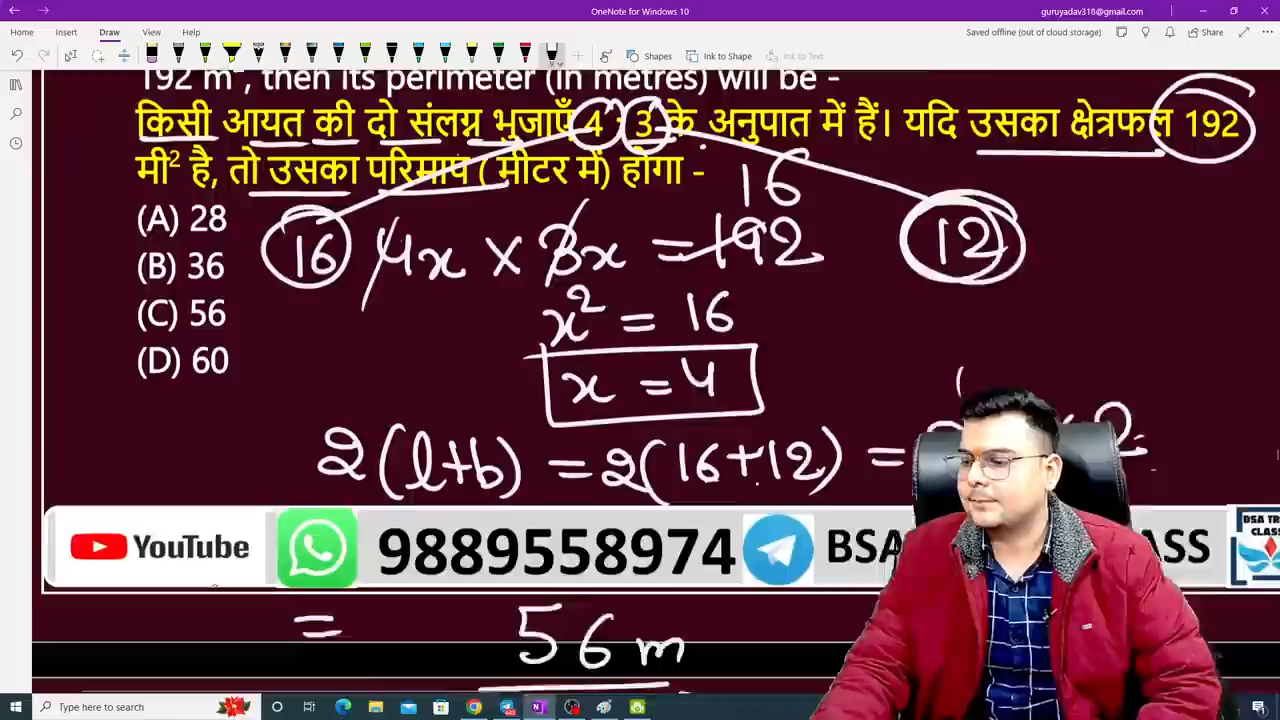 OneNote for Windows 10
guruyadav318@gmail.com
Home Insert Draw View Help
Saved offline (out of cloud storage)
Share
Shapes
Ink to Shape
Ink to Text
192 m², then its perimeter (in metres) will be -
किसी आयत की दो संलग्न भुजाएँ 4 : 3 के अनुपात में हैं। यदि उसका क्षेत्रफल 192
मी² है, तो उसका परिमाप ( मीटर में) होगा -
16
(A) 28
16 4x × 3x = 192 12
(B) 36
x² = 16
(C) 56
x = 4
(D) 60
2(l+b) = 2(16+12) =
YouTube 9889558974 BSA
ASS
BSA
CLASS
= 56 m
Type here to search